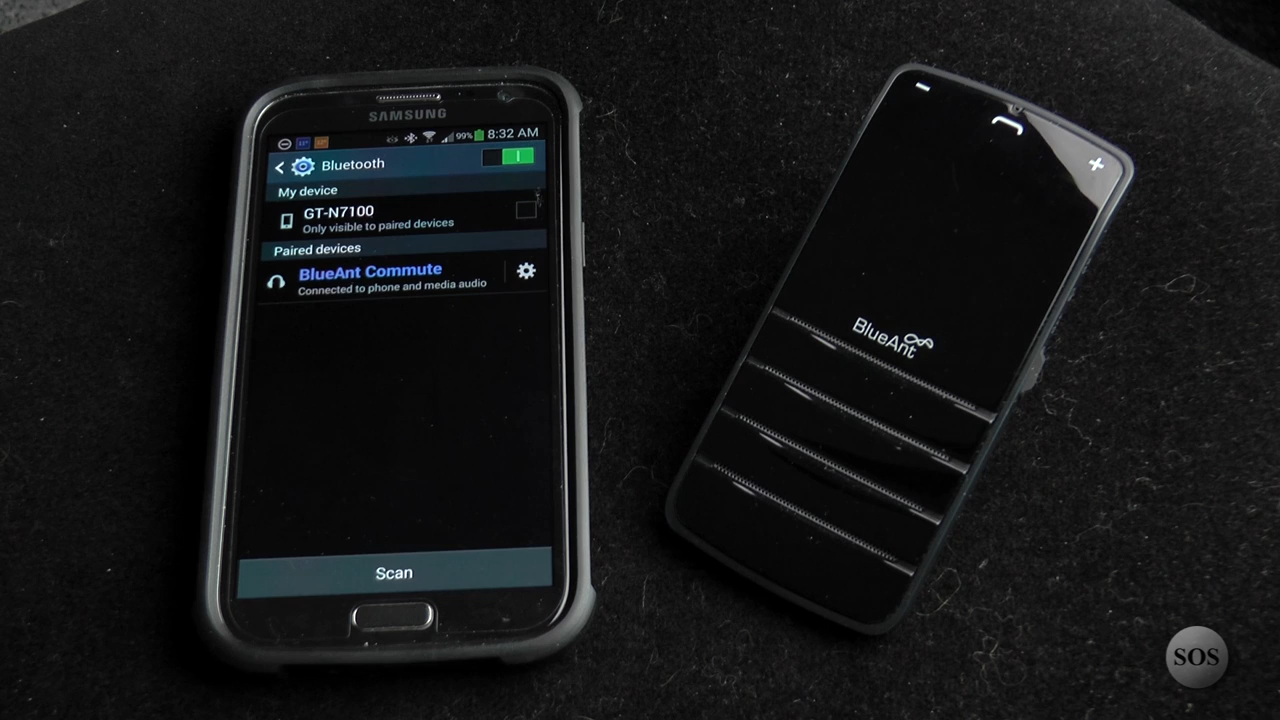 SAMSUNG
99% 8:32 AM
Bluetooth
My device
GT-N7100
Only visible to paired devices
Paired devices
BlueAnt Commute
Connected to phone and media audio
Scan
BlueAnt
SOS